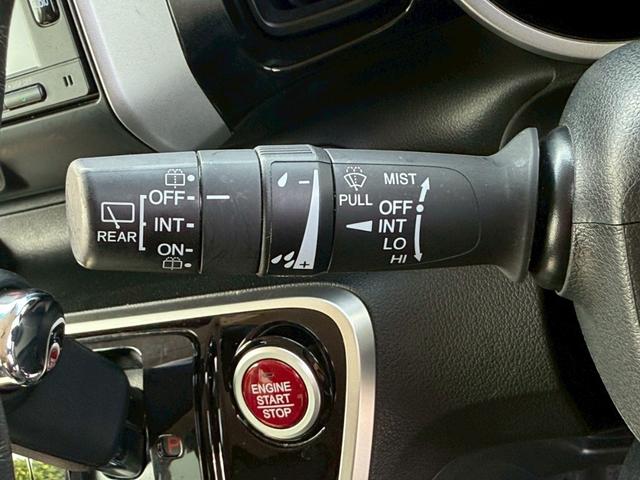 OFF
INT
ON
REAR
- 
+
PULL
MIST
OFF
INT
LO
HI
ENGINE
START
STOP